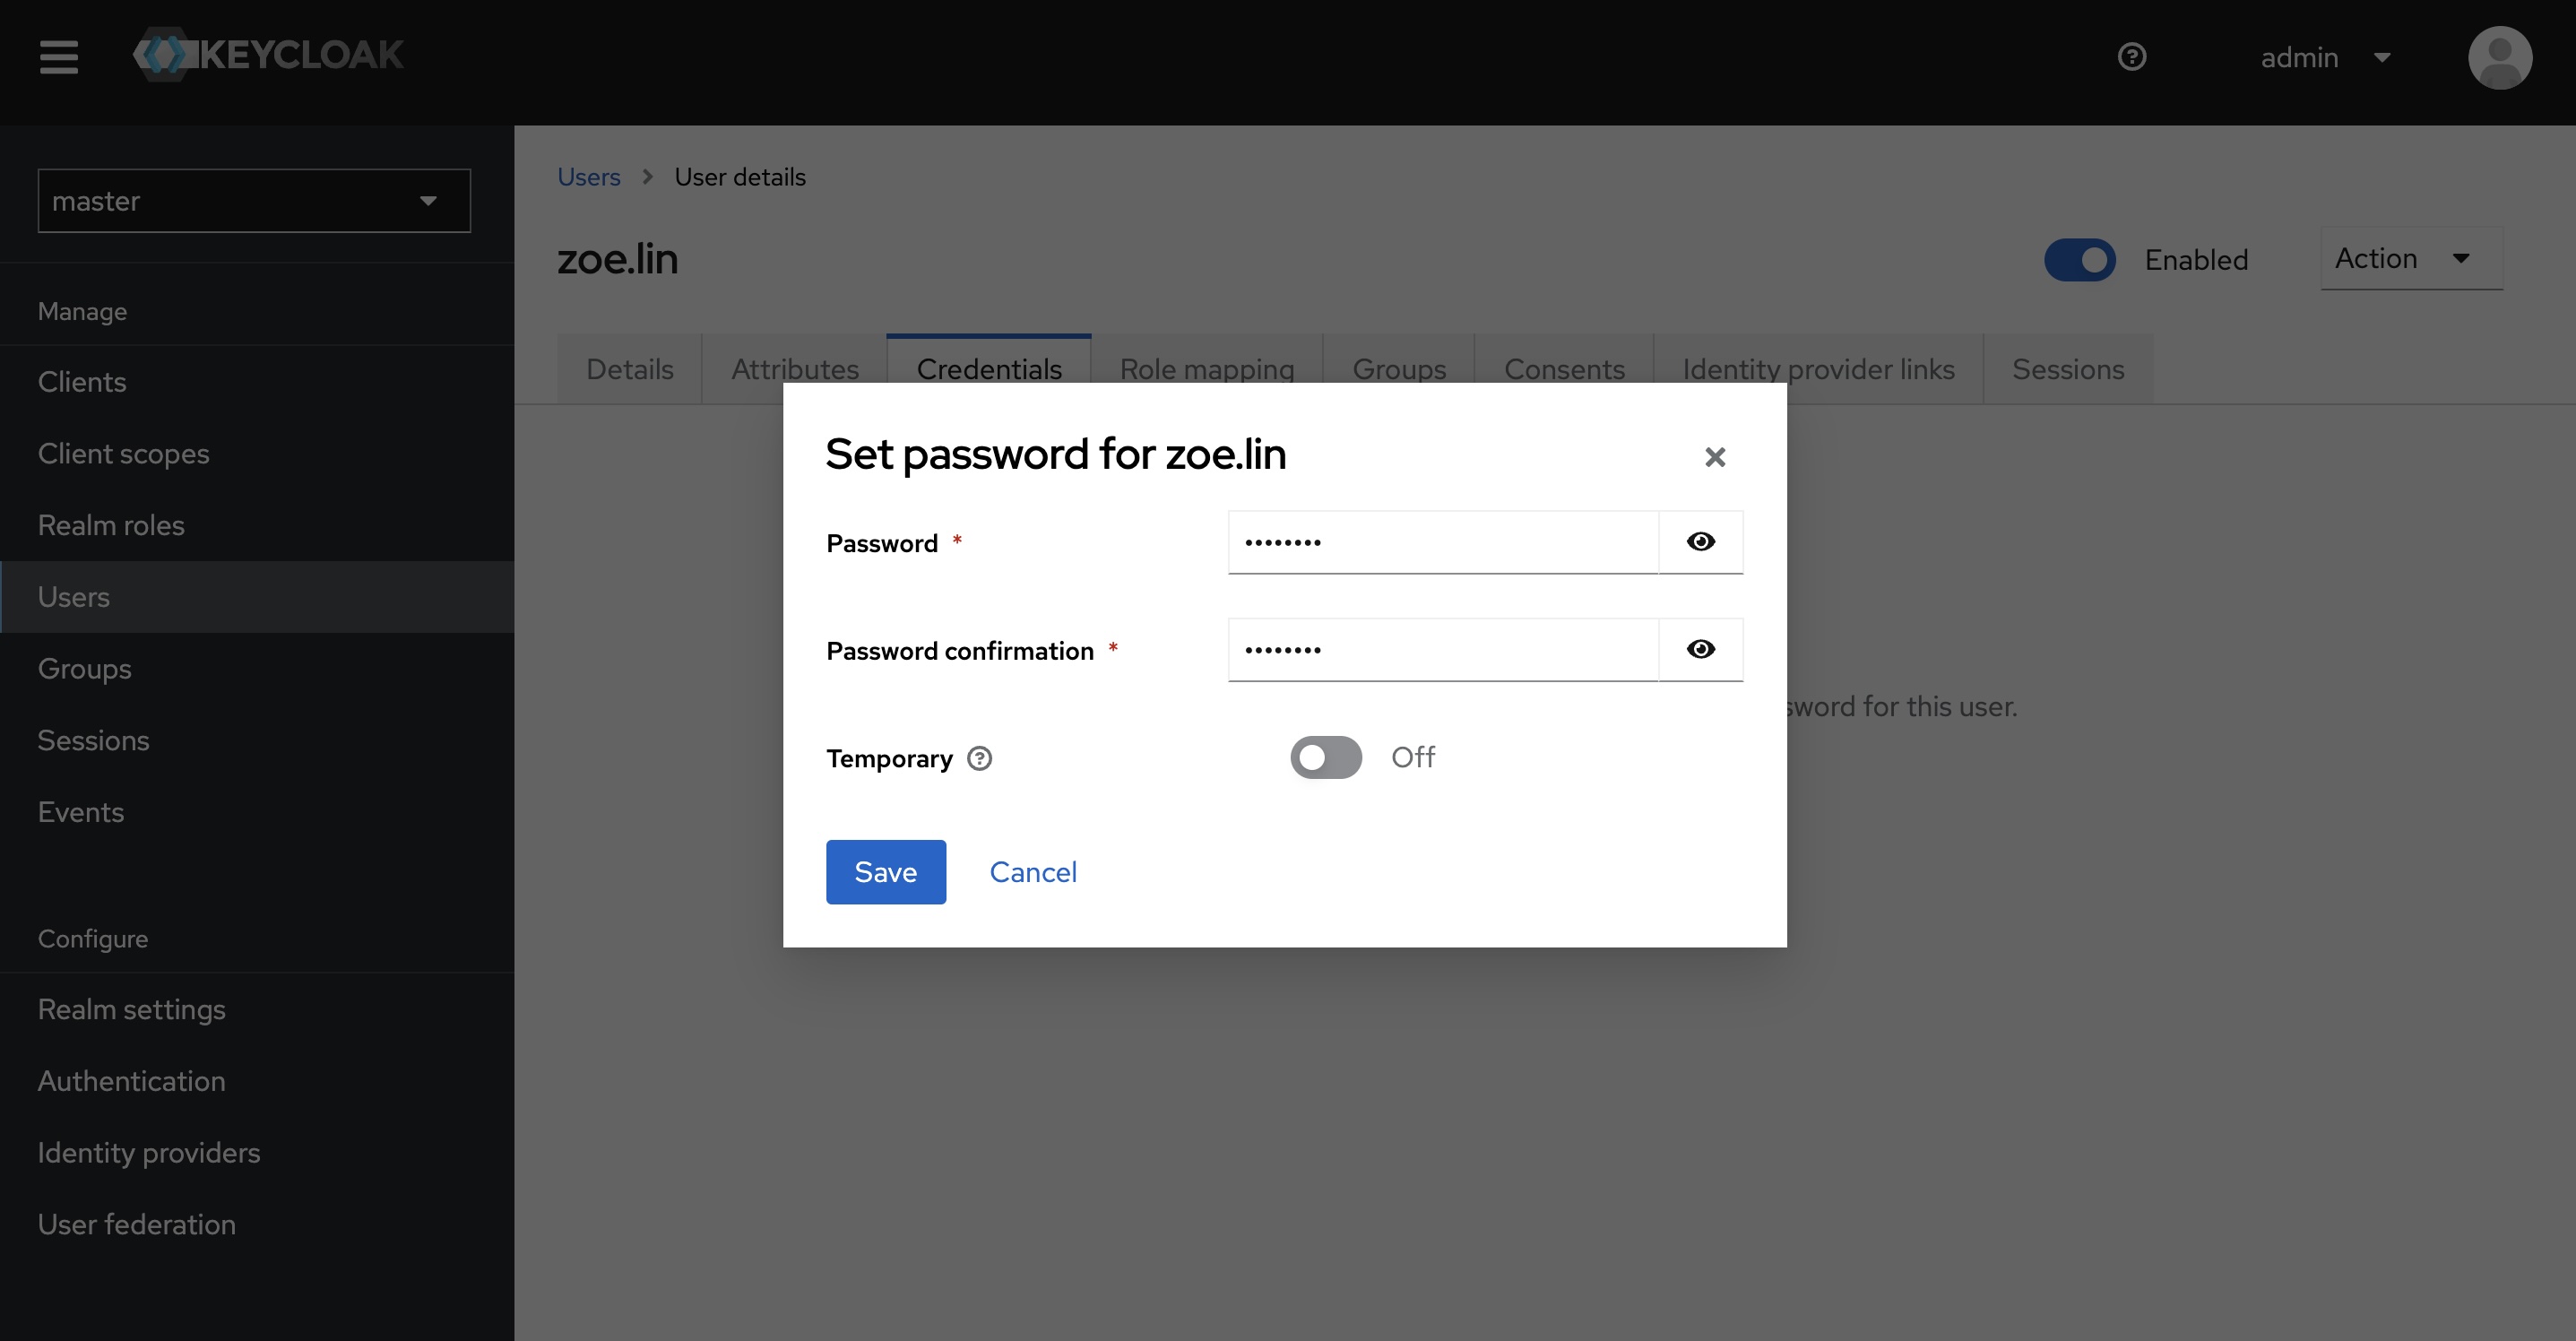 KEYCLOAK
admin
master
Users
User details
zoe.lin
Enabled
Action
Manage
Details
Attributes
Credentials
Role mapping
Groups
Consents
Identity provider links
Sessions
Clients
Client scopes
Realm roles
Users
Groups
Sessions
Events
Configure
Realm settings
Authentication
Identity providers
User federation
Set password for zoe.lin
Password *
••••••••
Password confirmation *
••••••••
Temporary
Off
Save
Cancel
for this user.